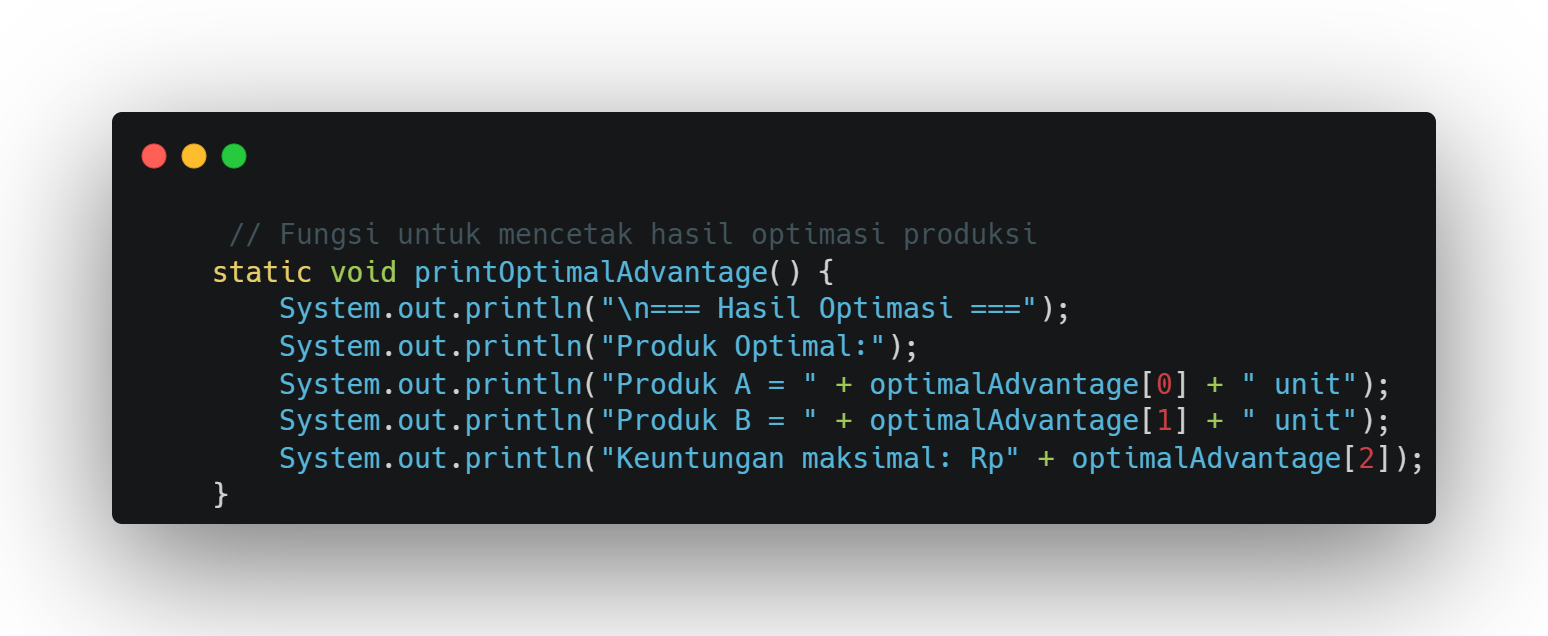 // Fungsi untuk mencetak hasil optimasi produksi
static void printOptimalAdvantage() {
System.out.println("\n=== Hasil Optimasi ===");
System.out.println("Produk Optimal:");
System.out.println("Produk A = " + optimalAdvantage[0] + " unit");
System.out.println("Produk B = " + optimalAdvantage[1] + " unit");
System.out.println("Keuntungan maksimal: Rp" + optimalAdvantage[2]);
}